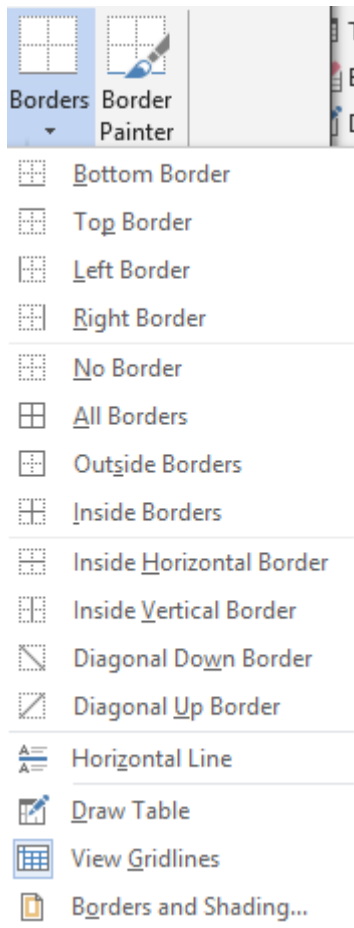 Borders Border
Painter
Bottom Border
Top Border
Left Border
Right Border
No Border
All Borders
Outside Borders
Inside Borders
Inside Horizontal Border
Inside Vertical Border
Diagonal Down Border
Diagonal Up Border
Horizontal Line
Draw Table
View Gridlines
Borders and Shading...